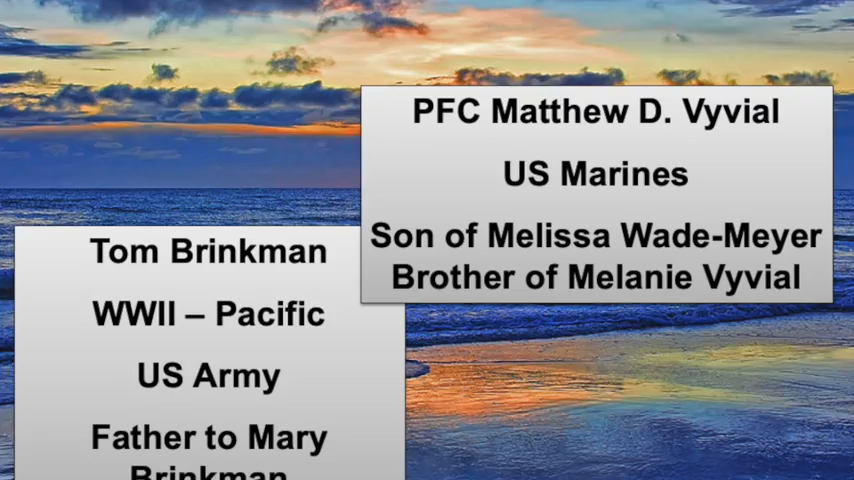 PFC Matthew D. Vyvial
US Marines
Son of Melissa Wade-Meyer
Brother of Melanie Vyvial
Tom Brinkman
WWII – Pacific
US Army
Father to Mary
Brinkman